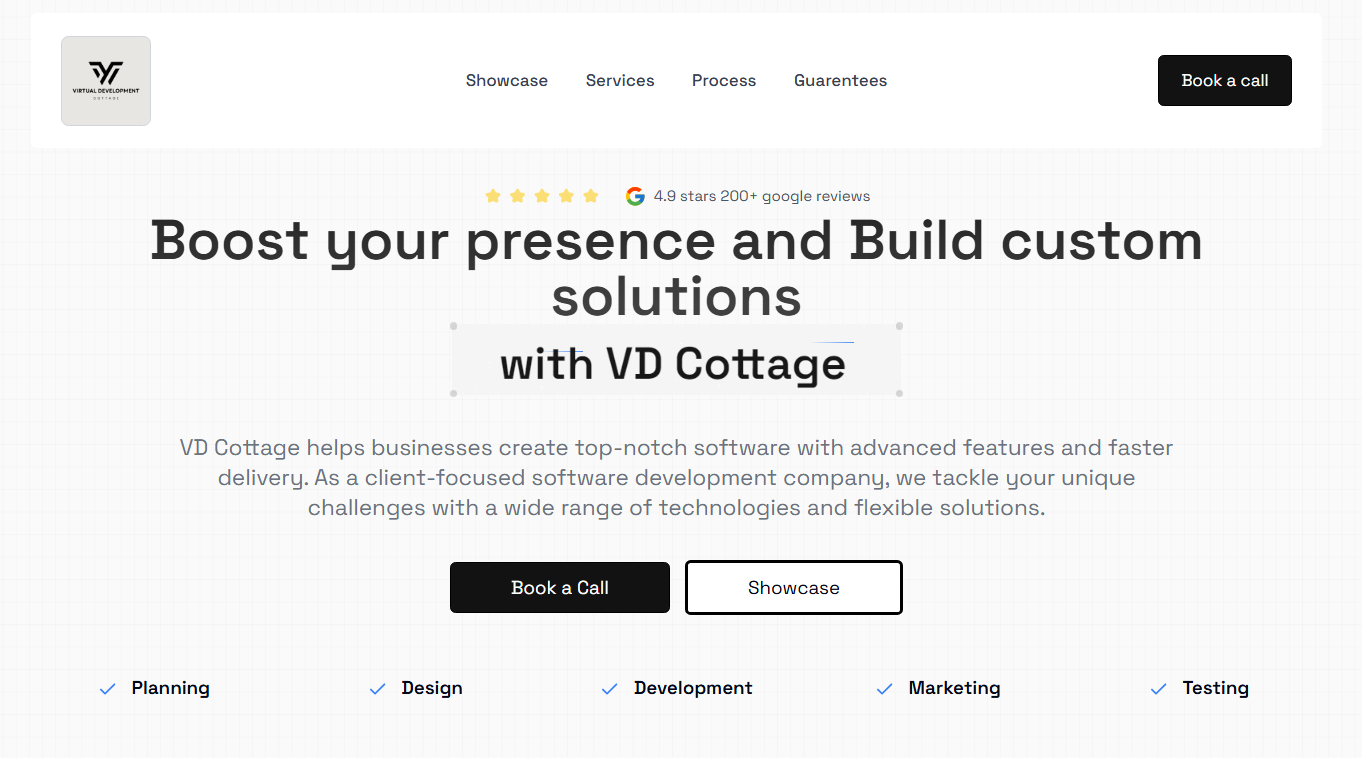 VIRTUAL DEVELOPMENT
COTTAGE
Showcase
Services
Process
Guarentees
Book a call
4.9 stars 200+ google reviews
Boost your presence and Build custom
solutions
with VD Cottage
VD Cottage helps businesses create top-notch software with advanced features and faster
delivery. As a client-focused software development company, we tackle your unique
challenges with a wide range of technologies and flexible solutions.
Book a Call
Showcase
Planning
Design
Development
Marketing
Testing